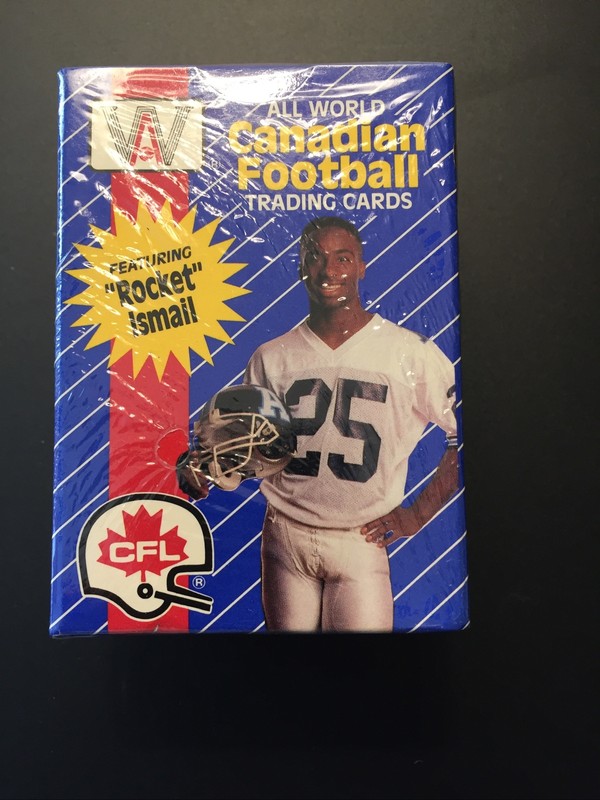 AW
®
ALL WORLD
Canadian
Football
TRADING CARDS
FEATURING
"Rocket"
Ismail
25
CFL
®